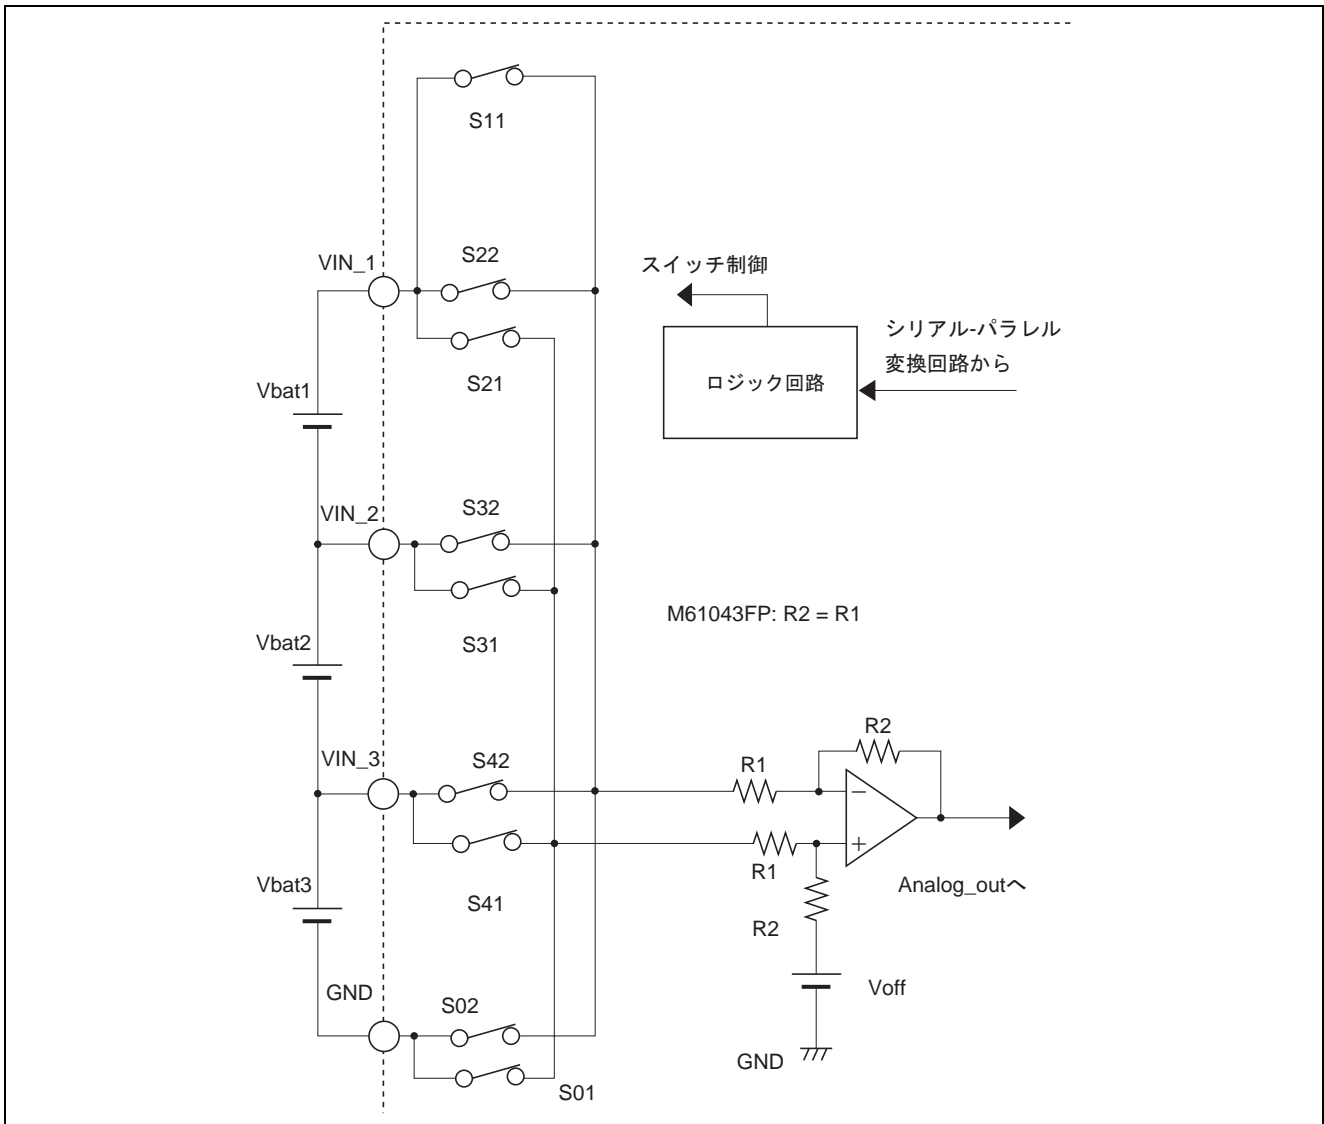 S11
S22
VIN_1
スイッチ制御
シリアル-パラレル
変換回路から
ロジック回路
S21
Vbat1
S32
VIN_2
M61043FP: R2 = R1
S31
Vbat2
R2
VIN_3
S42
R1
−
+
R1
Vbat3
Analog_outへ
S41
R2
GND
Voff
S02
GND
S01